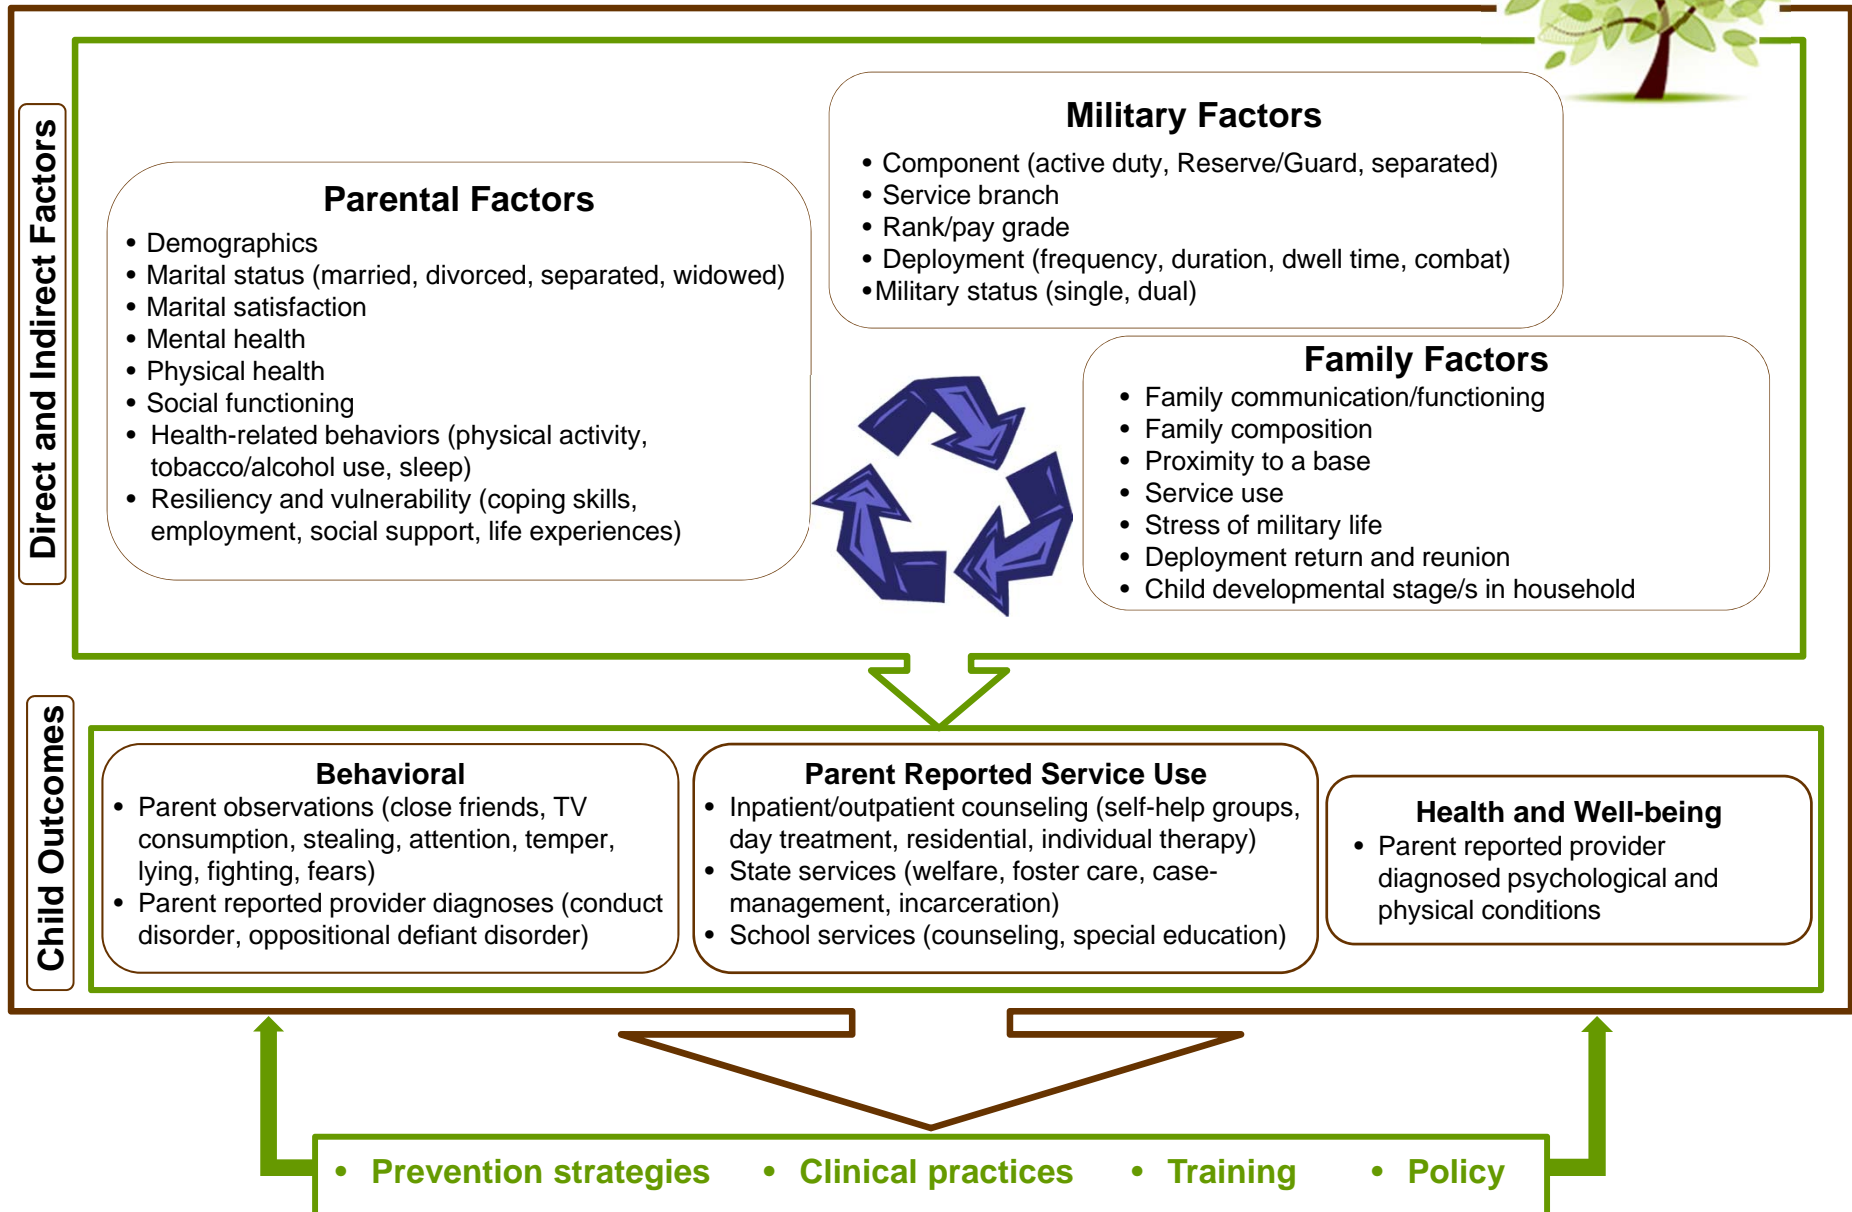 Direct and Indirect Factors
Parental Factors
• Demographics
• Marital status (married, divorced, separated, widowed)
• Marital satisfaction
• Mental health
• Physical health
• Social functioning
• Health-related behaviors (physical activity,
tobacco/alcohol use, sleep)
• Resiliency and vulnerability (coping skills,
employment, social support, life experiences)
Military Factors
• Component (active duty, Reserve/Guard, separated)
• Service branch
• Rank/pay grade
• Deployment (frequency, duration, dwell time, combat)
•Military status (single, dual)
Family Factors
• Family communication/functioning
• Family composition
• Proximity to a base
• Service use
• Stress of military life
• Deployment return and reunion
• Child developmental stage/s in household
Child Outcomes
Behavioral
• Parent observations (close friends, TV
consumption, stealing, attention, temper,
lying, fighting, fears)
• Parent reported provider diagnoses (conduct
disorder, oppositional defiant disorder)
Parent Reported Service Use
• Inpatient/outpatient counseling (self-help groups,
day treatment, residential, individual therapy)
• State services (welfare, foster care, case-
management, incarceration)
• School services (counseling, special education)
Health and Well-being
• Parent reported provider
diagnosed psychological and
physical conditions
• Prevention strategies • Clinical practices • Training • Policy